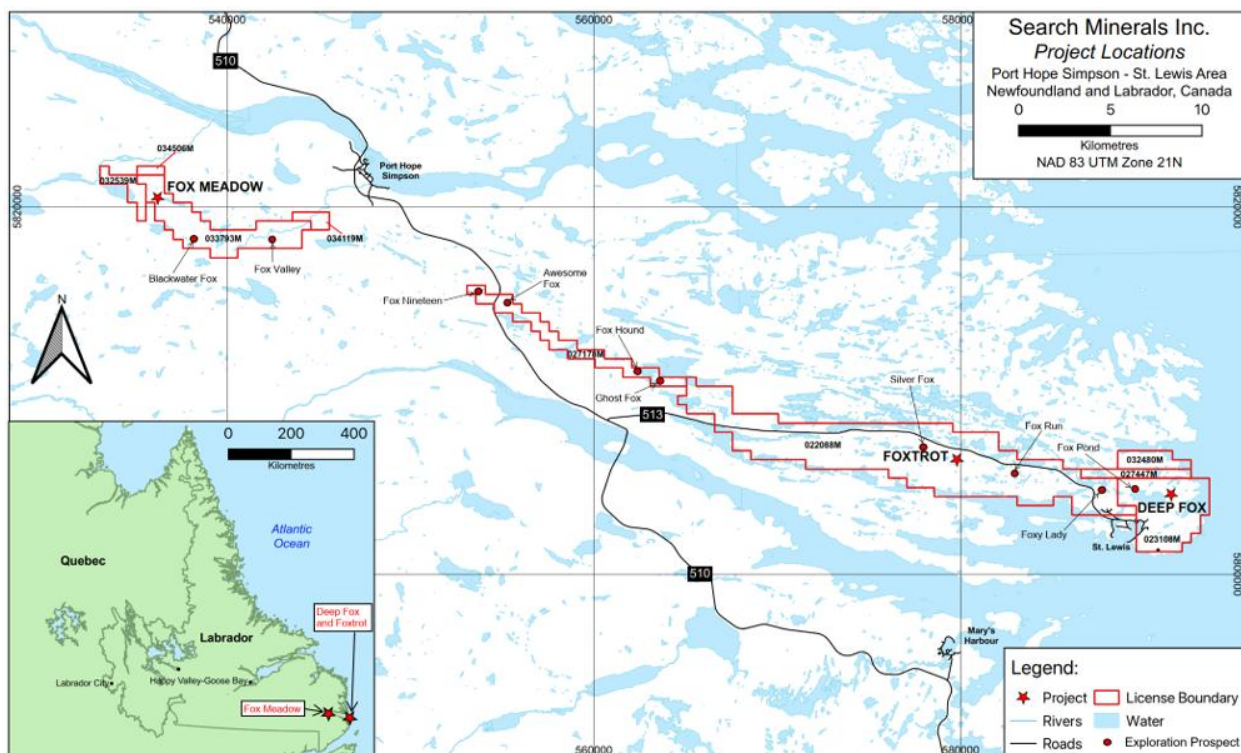 540000
560000
58000
Search Minerals Inc.
Project Locations
Port Hope Simpson - St. Lewis Area
Newfoundland and Labrador, Canada
0 5 10
Kilometres
NAD 83 UTM Zone 21N
510
Port Hope
Simpson
034506M
032539M
FOX MEADOW
5820000
5820000
033793M
034119M
Blackwater Fox
Fox Valley
N
Fox Nineteen
Awesome
Fox
Fox Hound
027178M
Ghost Fox
513
Silver Fox
022088M
FOXTROT
Fox Run
Fox Pond
032480M
027447M
DEEP FOX
Foxy Lady
St. Lewis
023108M
510
5800000
Mary's
Harbour
0 200 400
Kilometres
Atlantic
Ocean
Quebec
Labrador
Deep Fox
and Foxtrot
Labrador City
Happy Valley-Goose Bay
Fox Meadow
560000
580000
Legend:
Project
License Boundary
Rivers
Water
Roads
Exploration Prospect